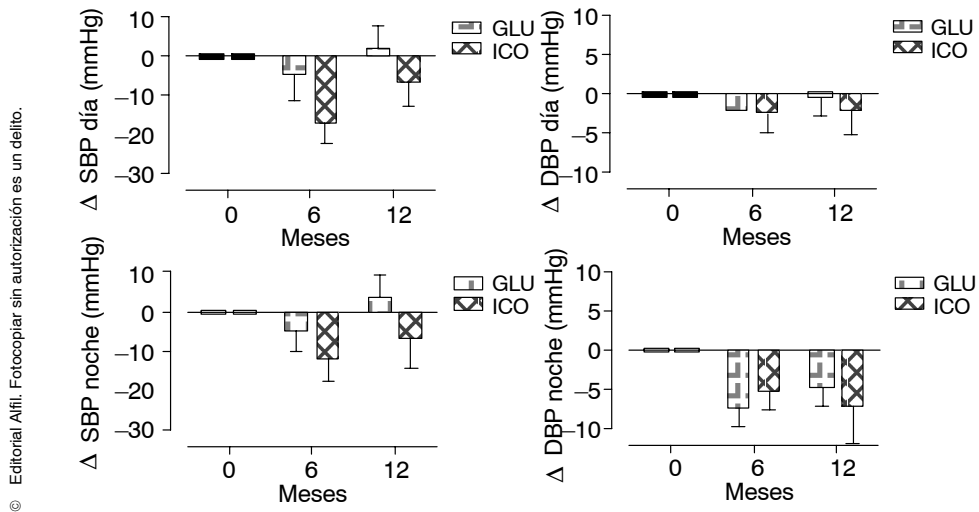 © Editorial Alfil. Fotocopiar sin autorización es un delito.
Δ SBP día (mmHg)
10
0
−10
−20
−30
GLU
ICO
0 6 12
Meses
Δ DBP día (mmHg)
10
5
0
−5
−10
GLU
ICO
0 6 12
Meses
Δ SBP noche (mmHg)
10
0
−10
−20
−30
GLU
ICO
0 6 12
Meses
Δ DBP noche (mmHg)
10
5
0
−5
−10
GLU
ICO
0 6 12
Meses